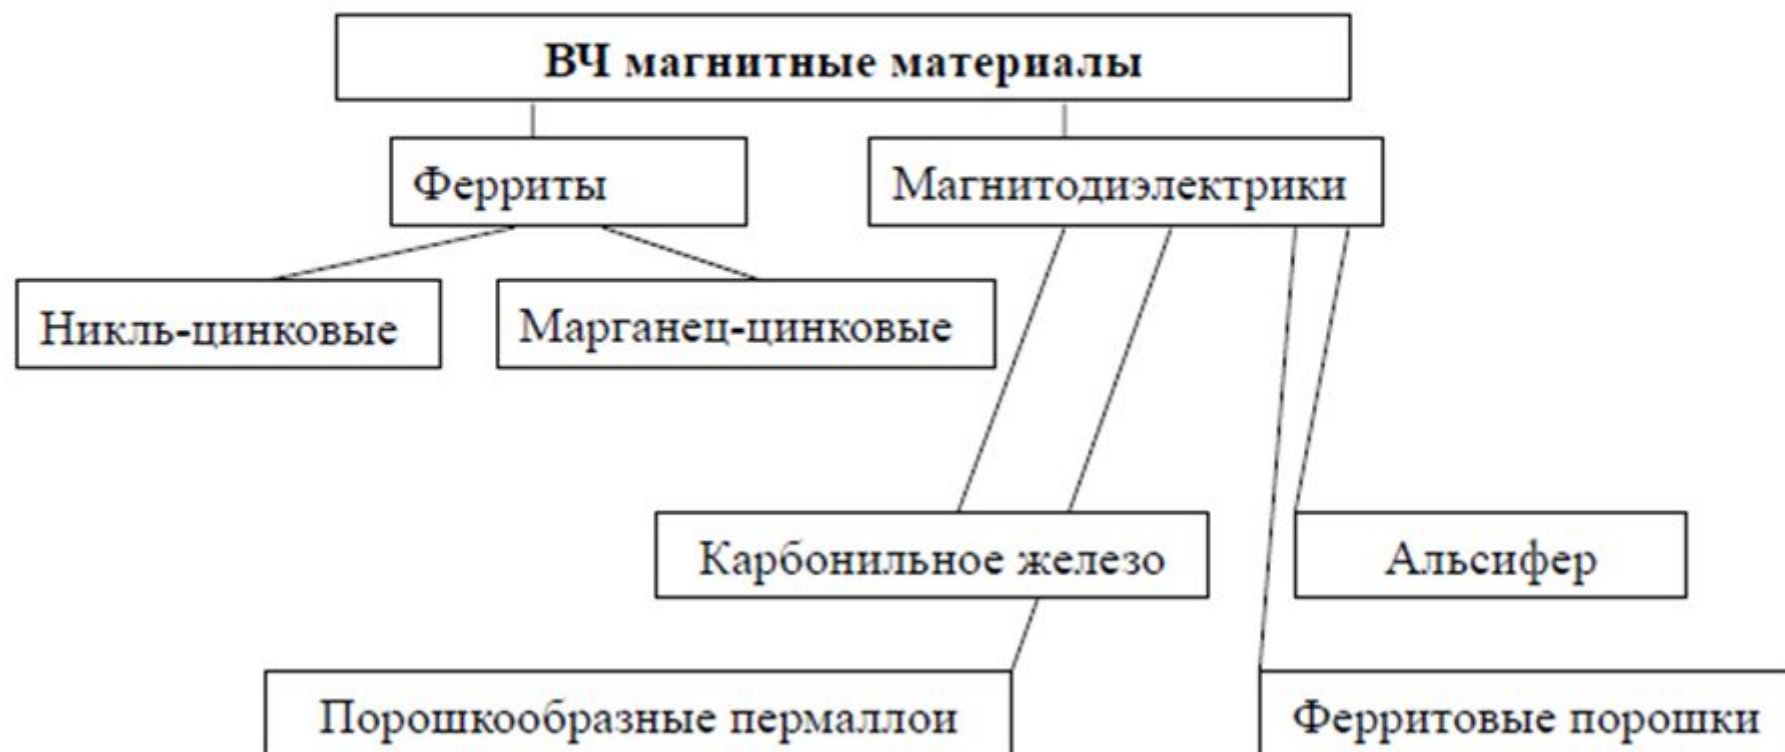 ВЧ магнитные материалы
Ферриты
Магнитодиэлектрики
Никль-цинковые
Марганец-цинковые
Карбонильное железо
Альсифер
Порошкообразные пермаллои
Ферритовые порошки